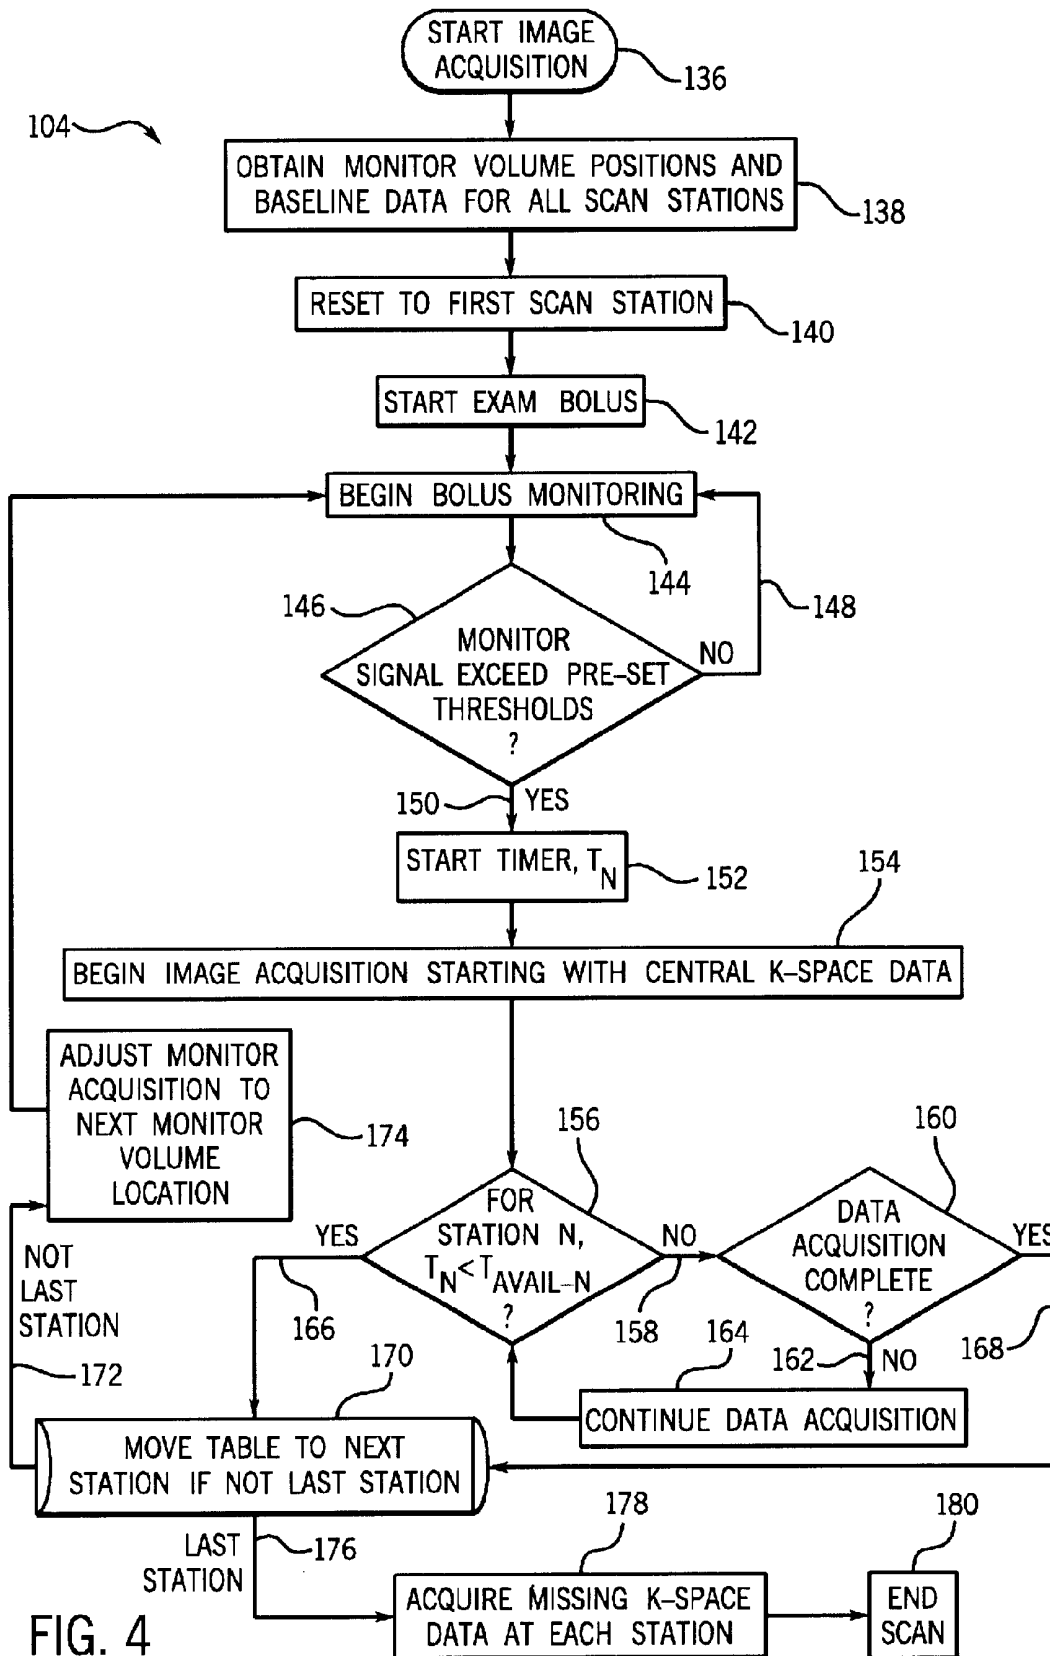 START IMAGE
ACQUISITION
136
104
OBTAIN MONITOR VOLUME POSITIONS AND
BASELINE DATA FOR ALL SCAN STATIONS
138
RESET TO FIRST SCAN STATION
140
START EXAM BOLUS
142
BEGIN BOLUS MONITORING
144
146
148
MONITOR
SIGNAL EXCEED PRE-SET
THRESHOLDS
?
NO
150
YES
START TIMER, TN
152
154
BEGIN IMAGE ACQUISITION STARTING WITH CENTRAL K-SPACE DATA
ADJUST MONITOR
ACQUISITION TO
NEXT MONITOR
VOLUME
LOCATION
174
156
160
FOR
STATION N,
TN<TAVAIL-N
?
YES
NO
DATA
ACQUISITION
COMPLETE
?
YES
NOT
LAST
STATION
166
158
164
162
NO
168
172
170
CONTINUE DATA ACQUISITION
MOVE TABLE TO NEXT
STATION IF NOT LAST STATION
LAST
STATION
176
178
180
ACQUIRE MISSING K-SPACE
DATA AT EACH STATION
END
SCAN
FIG. 4